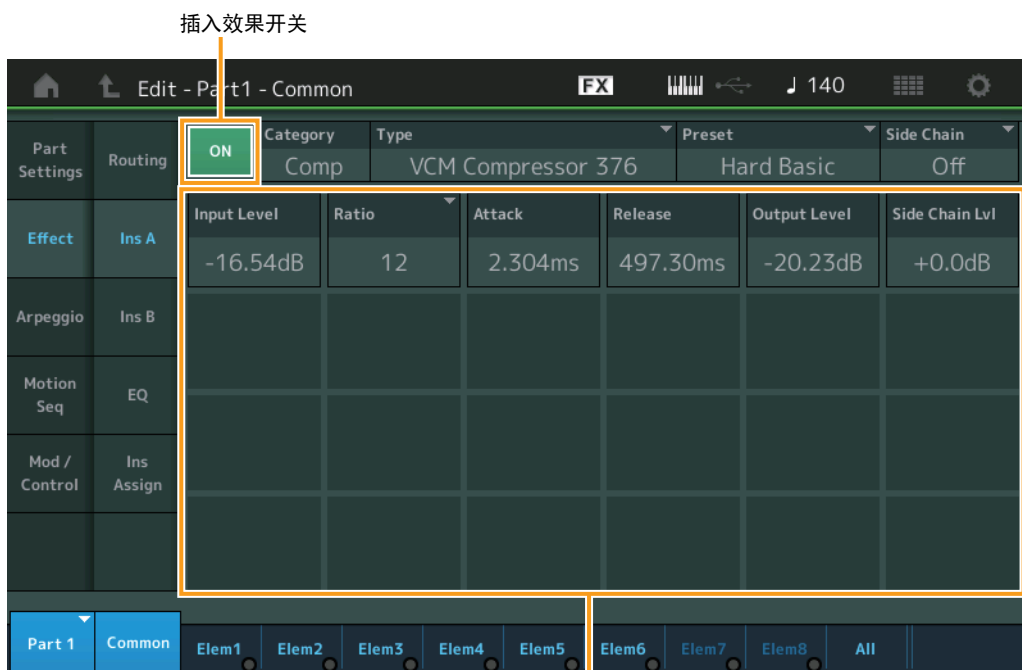 插入效果开关
Edit - Part1 - Common FX 140
Part Settings
Routing
ON
Category
Comp
Type
VCM Compressor 376
Preset
Hard Basic
Side Chain
Off
Effect
Ins A
Input Level
-16.54dB
Ratio
12
Attack
2.304ms
Release
497.30ms
Output Level
-20.23dB
Side Chain Lvl
+0.0dB
Arpeggio
Ins B
Motion Seq
EQ
Mod / Control
Ins Assign
Part 1
Common
Elem1
Elem2
Elem3
Elem4
Elem5
Elem6
Elem7
Elem8
All